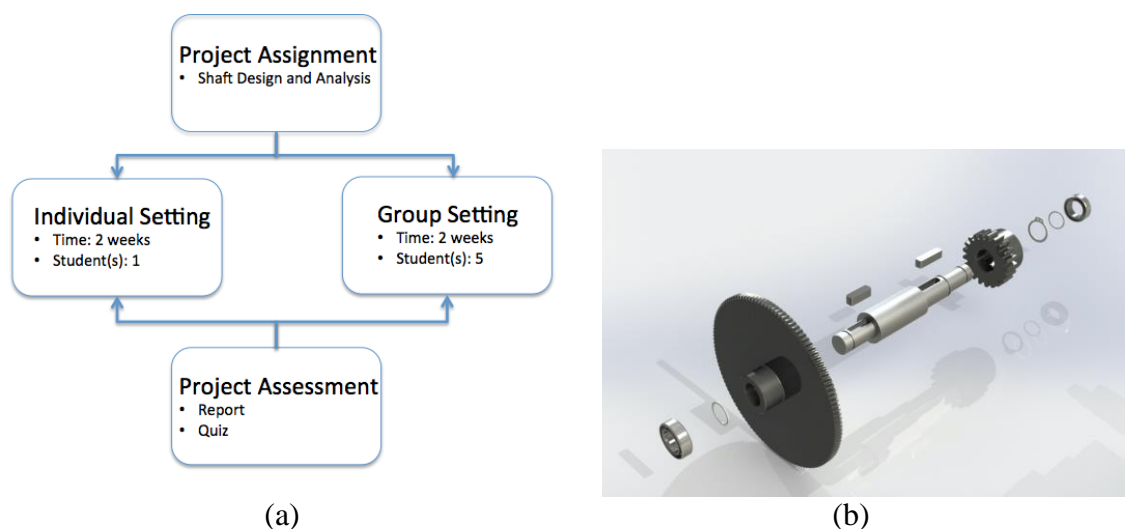 Project Assignment
• Shaft Design and Analysis
Individual Setting
• Time: 2 weeks
• Student(s): 1
Group Setting
• Time: 2 weeks
• Student(s): 5
Project Assessment
• Report
• Quiz
(a)
(b)